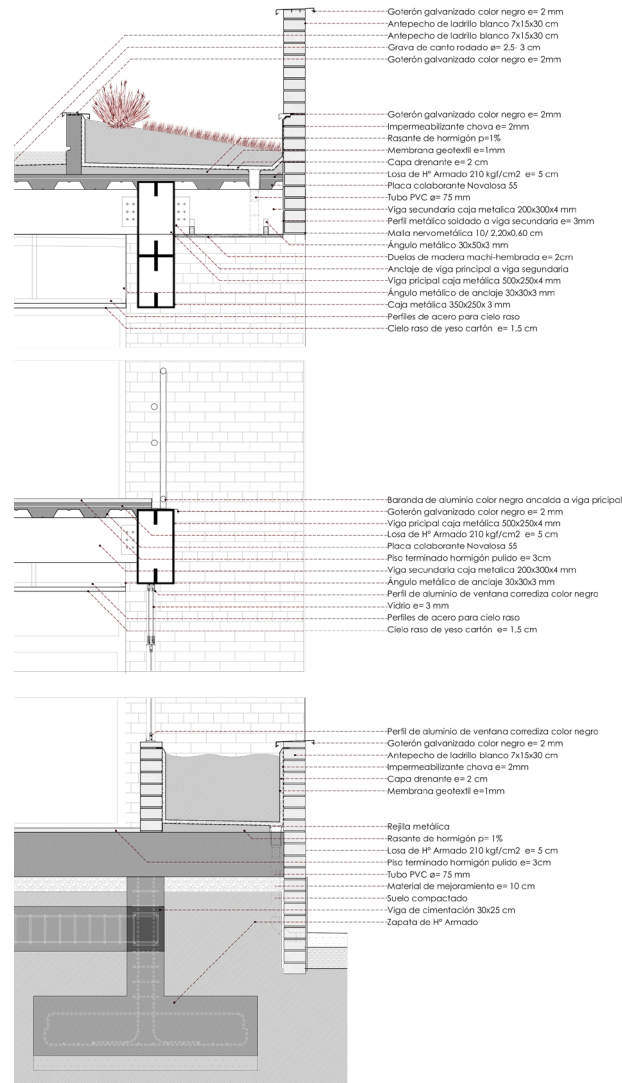 Goterón galvanizado color negro e= 2 mm
Antepecho de ladrillo blanco 7x15x30 cm
Antepecho de ladrillo blanco 7x15x30 cm
Grava de canto rodado ø= 2.5- 3 cm
Goterón galvanizado color negro e= 2mm
Goterón galvanizado color negro e= 2mm
Impermeabilizante chova e= 2mm
Rasante de hormigón p=1%
Membrana geotextil e=1mm
Capa drenante e= 2 cm
Losa de Hº Armado 210 kgf/cm2 e= 5 cm
Placa colaborante Novalosa 55
Tubo PVC ø= 75 mm
Viga secundaria caja metalica 200x300x4 mm
Perfil metálico soldado a viga secundaria e= 3mm
Malla nervometálica 10/ 2,20x0,60 cm
Ángulo metálico 30x50x3 mm
Duelas de madera machi-hembrada e= 2cm
Anclaje de viga principal a viga segundaria
Viga principal caja metálica 500x250x4 mm
Ángulo metálico de anclaje 30x30x3 mm
Caja metálica 350x250x 3 mm
Perfiles de acero para cielo raso
Cielo raso de yeso cartón e= 1,5 cm
Baranda de aluminio color negro ancalda a viga pricipal
Goterón galvanizado color negro e= 2 mm
Viga pricipal caja metálica 500x250x4 mm
Losa de Hº Armado 210 kgf/cm2 e= 5 cm
Placa colaborante Novalosa 55
Piso terminado hormigón pulido e= 3cm
Viga secundaria caja metalica 200x300x4 mm
Ángulo metálico de anclaje 30x30x3 mm
Perfil de aluminio de ventana corrediza color negro
Vidrio e= 3 mm
Perfiles de acero para cielo raso
Cielo raso de yeso cartón e= 1,5 cm
Perfil de aluminio de ventana corrediza color negro
Goterón galvanizado color negro e= 2 mm
Antepecho de ladrillo blanco 7x15x30 cm
Impermeabilizante chova e= 2mm
Capa drenante e= 2 cm
Membrana geotextil e=1mm
Rejilla metálica
Rasante de hormigón p= 1%
Losa de Hº Armado 210 kgf/cm2 e= 5 cm
Piso terminado hormigón pulido e= 3cm
Tubo PVC ø= 75 mm
Material de mejoramiento e= 10 cm
Suelo compactado
Viga de cimentación 30x25 cm
Zapata de Hº Armado